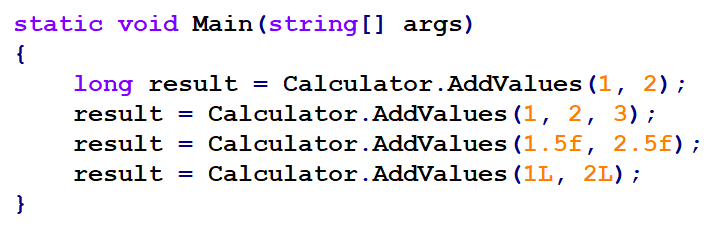 static void Main(string[] args)
{
    long result = Calculator.AddValues(1, 2);
    result = Calculator.AddValues(1, 2, 3);
    result = Calculator.AddValues(1.5f, 2.5f);
    result = Calculator.AddValues(1L, 2L);
}